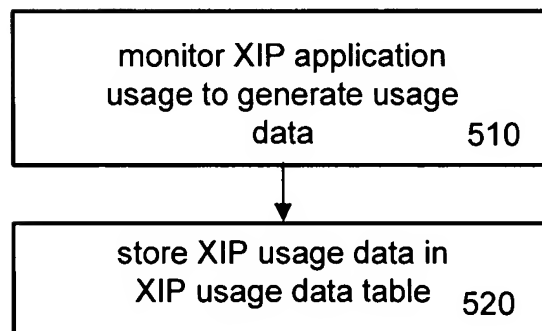 monitor XIP application
usage to generate usage
data 510
store XIP usage data in
XIP usage data table 520